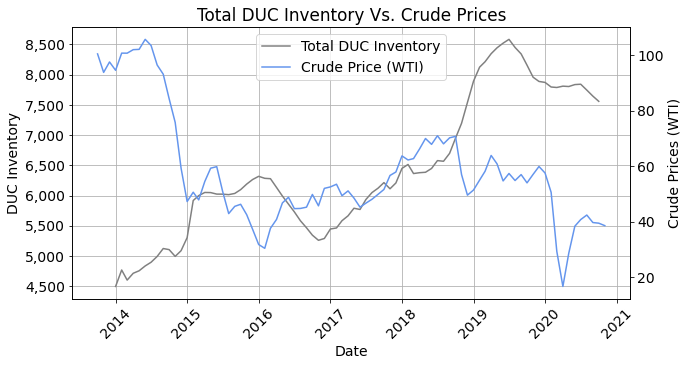 Total DUC Inventory Vs. Crude Prices
Total DUC Inventory
Crude Price (WTI)
DUC Inventory
8,500
8,000
7,500
7,000
6,500
6,000
5,500
5,000
4,500
100
80
60
40
20
Crude Prices (WTI)
2014 2015 2016 2017 2018 2019 2020 2021
Date